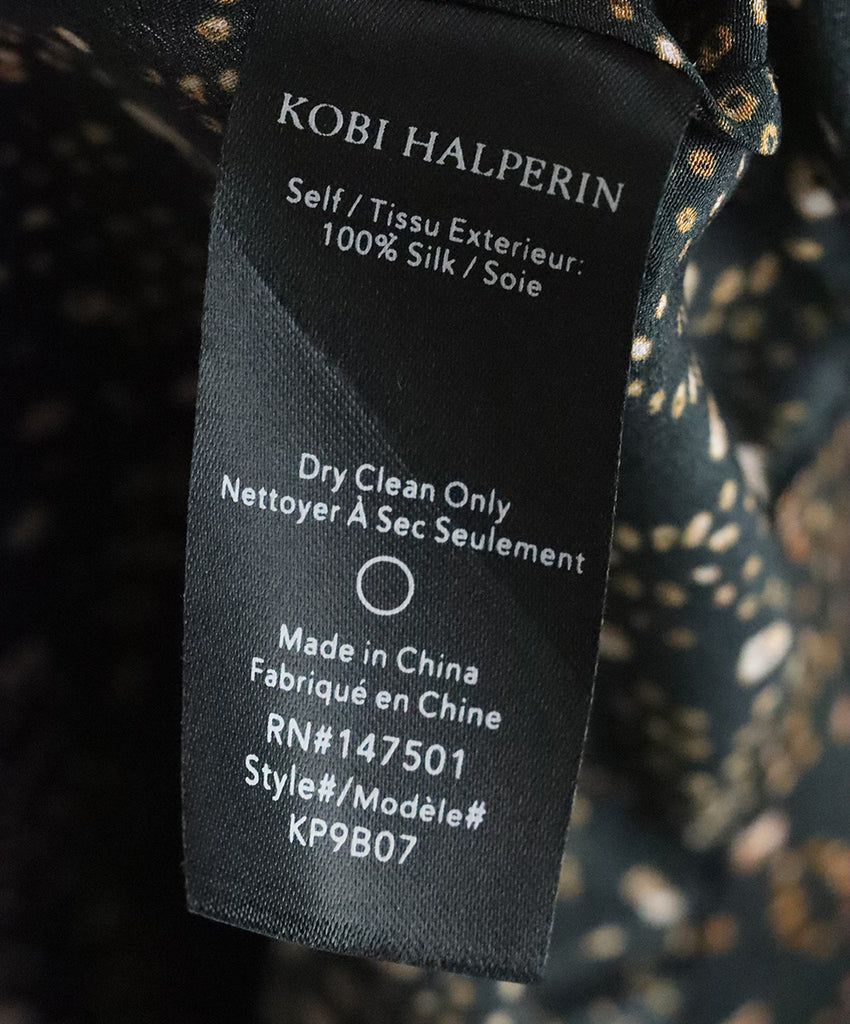 KOBI HALPERIN
Self / Tissu Exterieur:
100% Silk / Soie
Dry Clean Only
Nettoyer À Sec Seulement
Made in China
Fabriqué en Chine
RN#147501
Style#/Modèle#
KP9B07